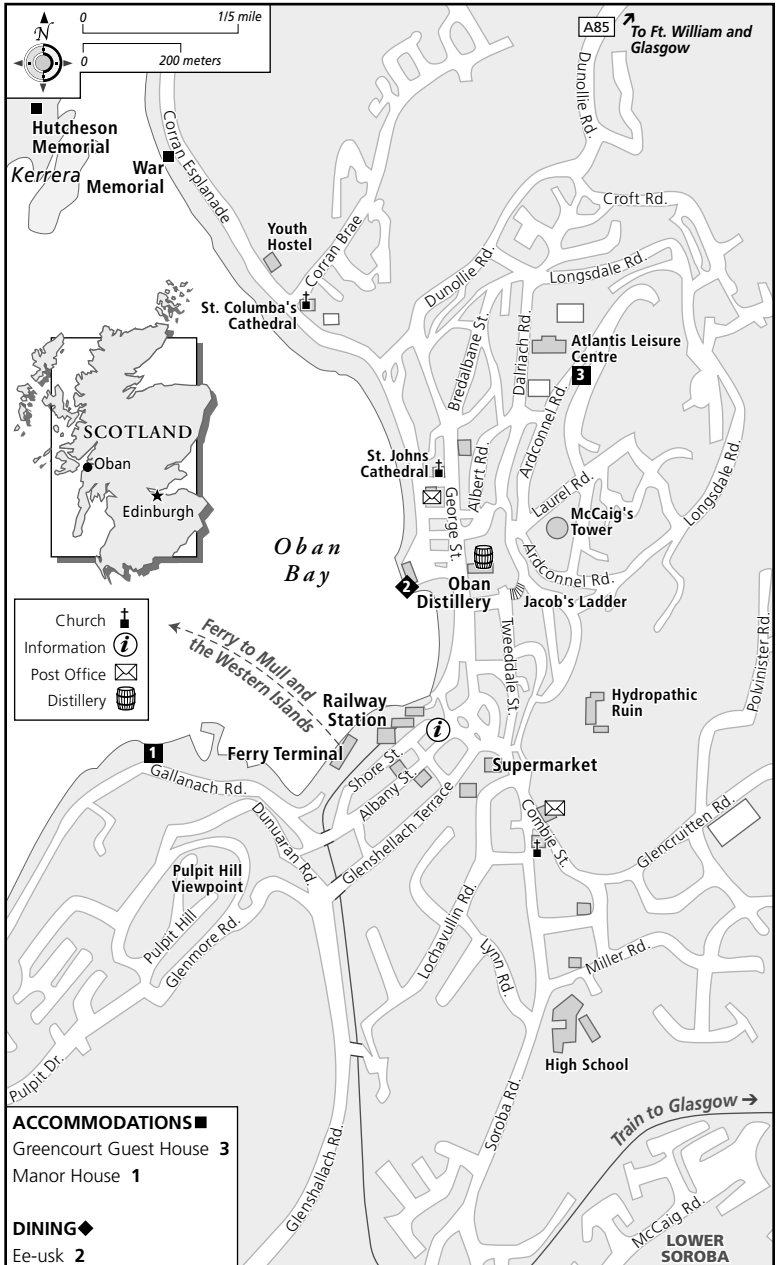 N
0 1/5 mile
0 200 meters
A85
To Ft. William and
Glasgow
Dunollie Rd.
Hutcheson
Memorial
Kerrera
War
Memorial
Corran Esplanade
Croft Rd.
Youth
Hostel
Corran Brae
Dunollie Rd.
Longsdale Rd.
St. Columba's
Cathedral
Bredalbane St.
Dalriach Rd.
Atlantis Leisure
Centre
3
SCOTLAND
Oban
Edinburgh
St. Johns
Cathedral
Albert Rd.
Ardconnel Rd.
George St.
Laurel Rd.
Longsdale Rd.
McCaig's
Tower
Oban
Bay
Ardconnel Rd.
2
Oban
Distillery
Jacob's Ladder
Church
Information i
Post Office
Distillery
Ferry to Mull and
the Western Islands
Tweeddale St.
Polvinister Rd.
Railway
Station
i
Hydropathic
Ruin
1
Ferry Terminal
Shore St.
Supermarket
Gallanach Rd.
Albany St.
Combie St.
Glencruitten Rd.
Dunuaran Rd.
Glenshellach Terrace
Pulpit Hill
Viewpoint
Pulpit Hill
Glenmore Rd.
Lochavullin Rd.
Lynn Rd.
Miller Rd.
High School
Pulpit Dr.
Soroba Rd.
Train to Glasgow
Glenshallach Rd.
McCaig Rd.
LOWER
SOROBA
ACCOMMODATIONS
Greencourt Guest House 3
Manor House 1
DINING
Ee-usk 2